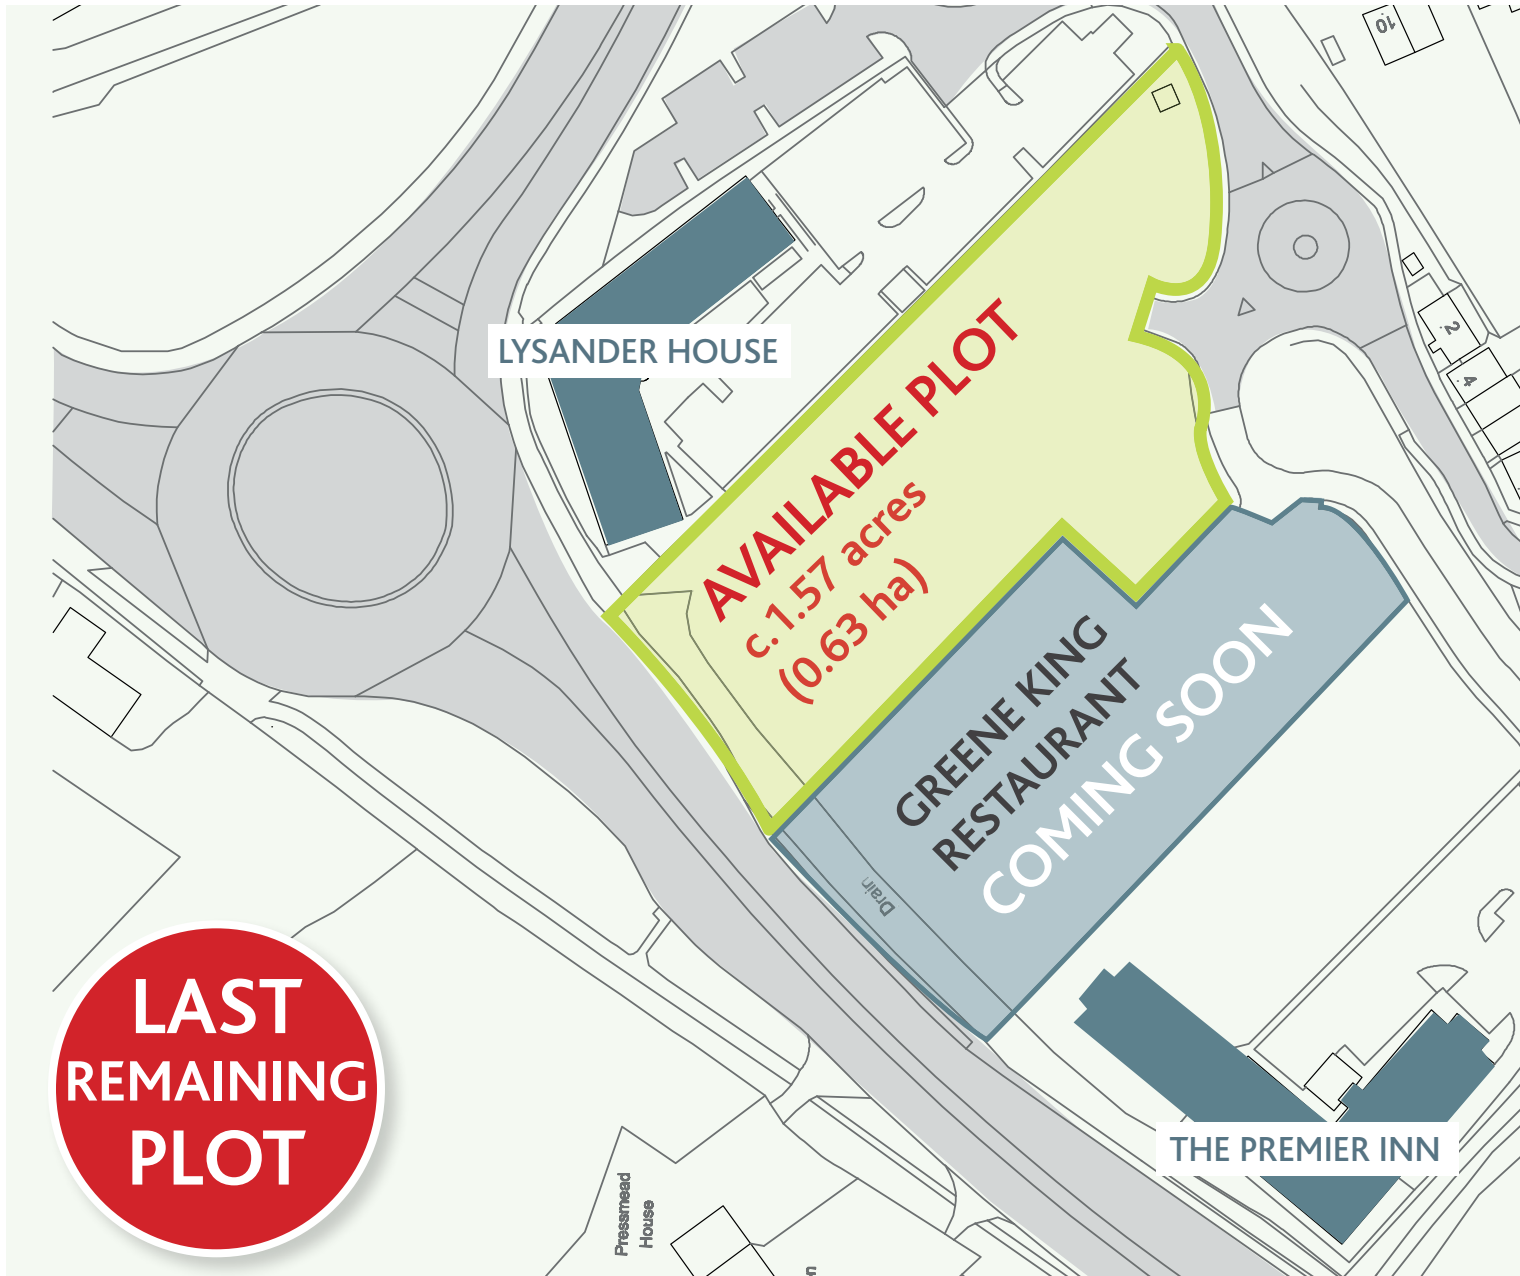 10
LYSANDER HOUSE
2
4
AVAILABLE PLOT
c.1.57 acres
(0.63 ha)
GREENE KING
RESTAURANT
COMING SOON
Drain
LAST
REMAINING
PLOT
THE PREMIER INN
Pressmead
House